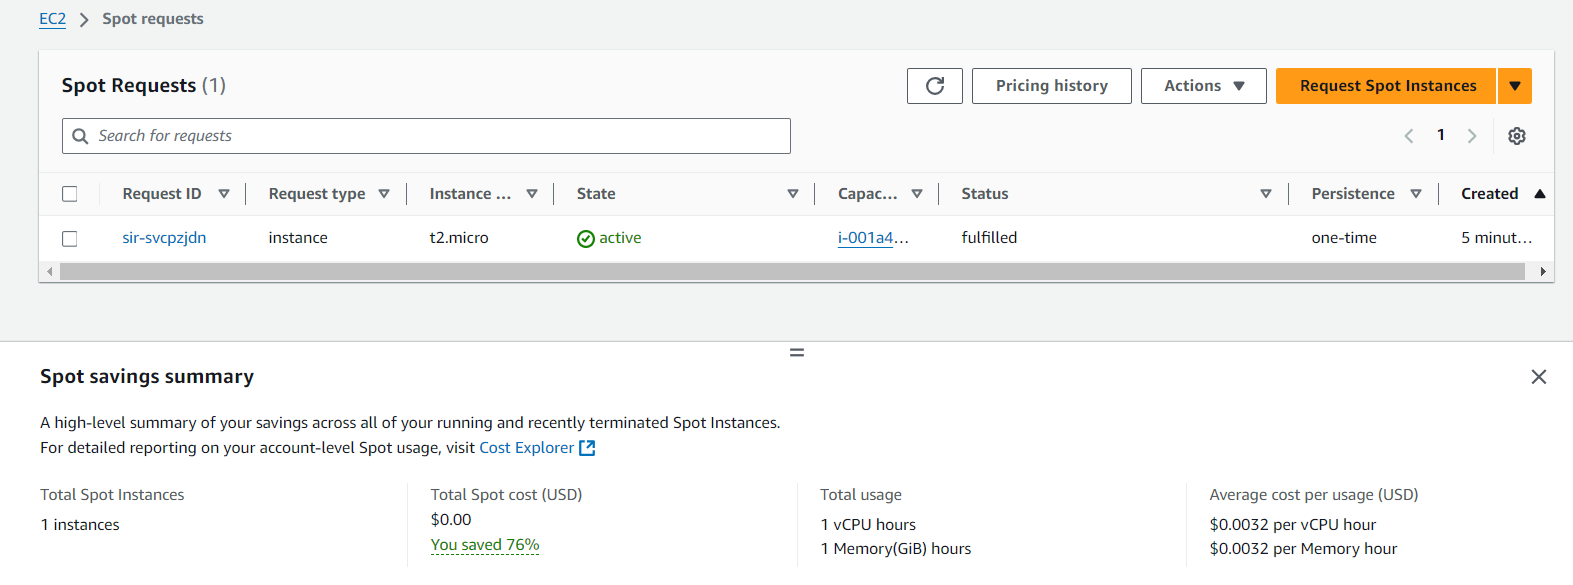 EC2 > Spot requests
Spot Requests (1)
Pricing history
Actions
Request Spot Instances
Search for requests
1
Request ID Request type Instance ... State Capac... Status Persistence Created
sir-svcpzjdn instance t2.micro active i-001a4... fulfilled one-time 5 minut...
Spot savings summary
A high-level summary of your savings across all of your running and recently terminated Spot Instances.
For detailed reporting on your account-level Spot usage, visit Cost Explorer
Total Spot Instances
1 instances
Total Spot cost (USD)
$0.00
You saved 76%
Total usage
1 vCPU hours
1 Memory(GiB) hours
Average cost per usage (USD)
$0.0032 per vCPU hour
$0.0032 per Memory hour